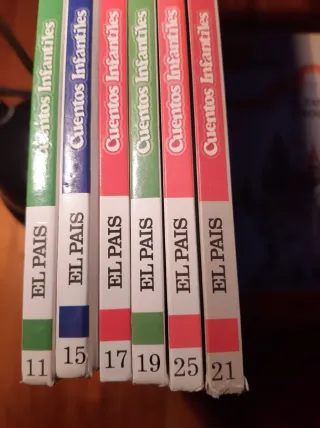 Cuentos Infantiles
EL PAIS
11
Cuentos Infantiles
EL PAIS
15
Cuentos Infantiles
EL PAIS
17
Cuentos Infantiles
EL PAIS
19
Cuentos Infantiles
EL PAIS
25
Cuentos Infantiles
EL PAIS
21